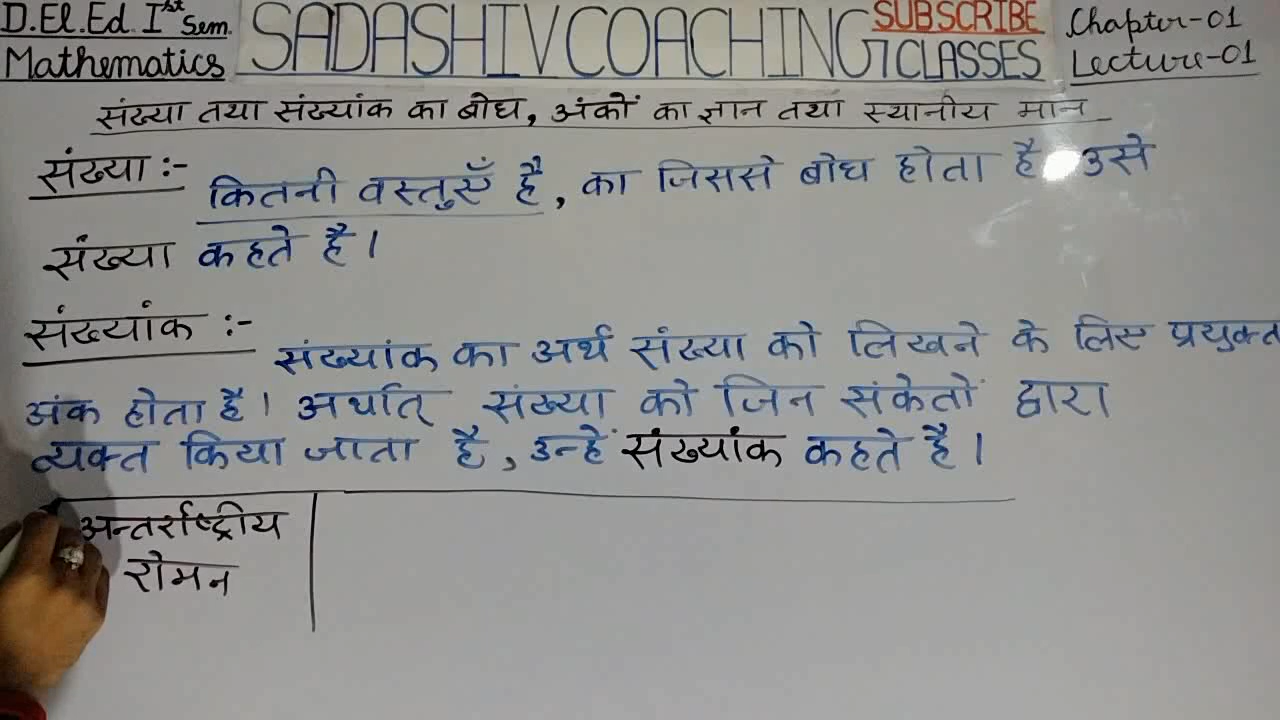 D.El.Ed. Ist Sem.
Mathematics
SADASHIV COACHING CLASSES
SUBSCRIBE
Chapter-01
Lecture-01
संख्या तथा संख्यांक का बोध, अंकों का ज्ञान तथा स्थानीय मान
संख्या :-
कितनी वस्तुएँ है, का जिससे बोध होता है उसे
संख्या कहते है।
संख्यांक :-
संख्यांक का अर्थ संख्या को लिखने के लिए प्रयुक्त
अंक होता है। अर्थात् संख्या को जिन संकेतों द्वारा
व्यक्त किया जाता है, उन्हें संख्यांक कहते है।
अन्तर्राष्ट्रीय
रोमन